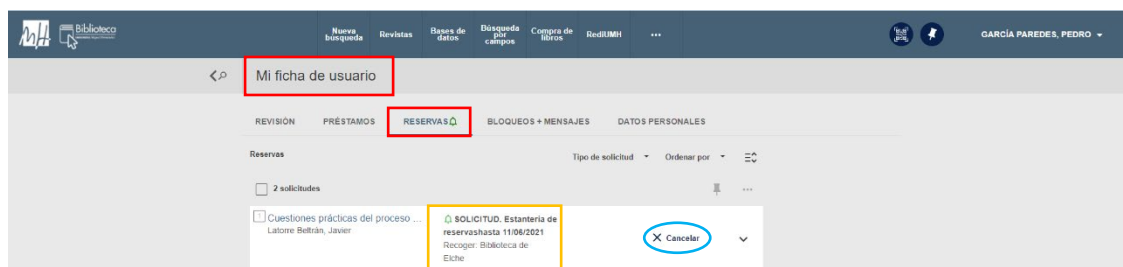 Biblioteca
Nueva búsqueda
Revistas
Bases de datos
Búsqueda por campos
Compra de libros
RediUMH
GARCÍA PAREDES, PEDRO
Mi ficha de usuario
REVISIÓN
PRÉSTAMOS
RESERVAS
BLOQUEOS + MENSAJES
DATOS PERSONALES
Reservas
Tipo de solicitud
Ordenar por
2 solicitudes
Cuestiones prácticas del proceso ...
Latorre Beltrán, Javier
SOLICITUD. Estantería de
reservashasta 11/06/2021
Recoger: Biblioteca de
Elche
Cancelar